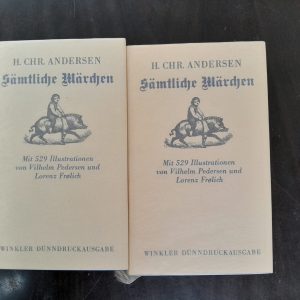 H. CHR. ANDERSEN
Sämtliche Märchen
Mit 529 Illustrationen
von Vilhelm Pedersen und
Lorenz Frølich
WINKLER DÜNNDRUCKAUSGABE
H. CHR. ANDERSEN
Sämtliche Märchen
Mit 529 Illustrationen
von Vilhelm Pedersen und
Lorenz Frølich
WINKLER DÜNNDRUCKAUSGABE